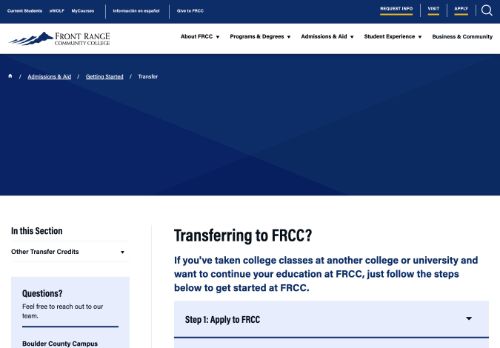 Current Students eWOLF MyCourses Información en español Give to FRCC REQUEST INFO VISIT APPLY
FRONT RANGE
COMMUNITY COLLEGE
About FRCC Programs & Degrees Admissions & Aid Student Experience Business & Community
/ Admissions & Aid / Getting Started / Transfer
In this Section
Other Transfer Credits
Questions?
Feel free to reach out to our
team.
Boulder County Campus
Transferring to FRCC?
If you've taken college classes at another college or university and
want to continue your education at FRCC, just follow the steps
below to get started at FRCC.
Step 1: Apply to FRCC